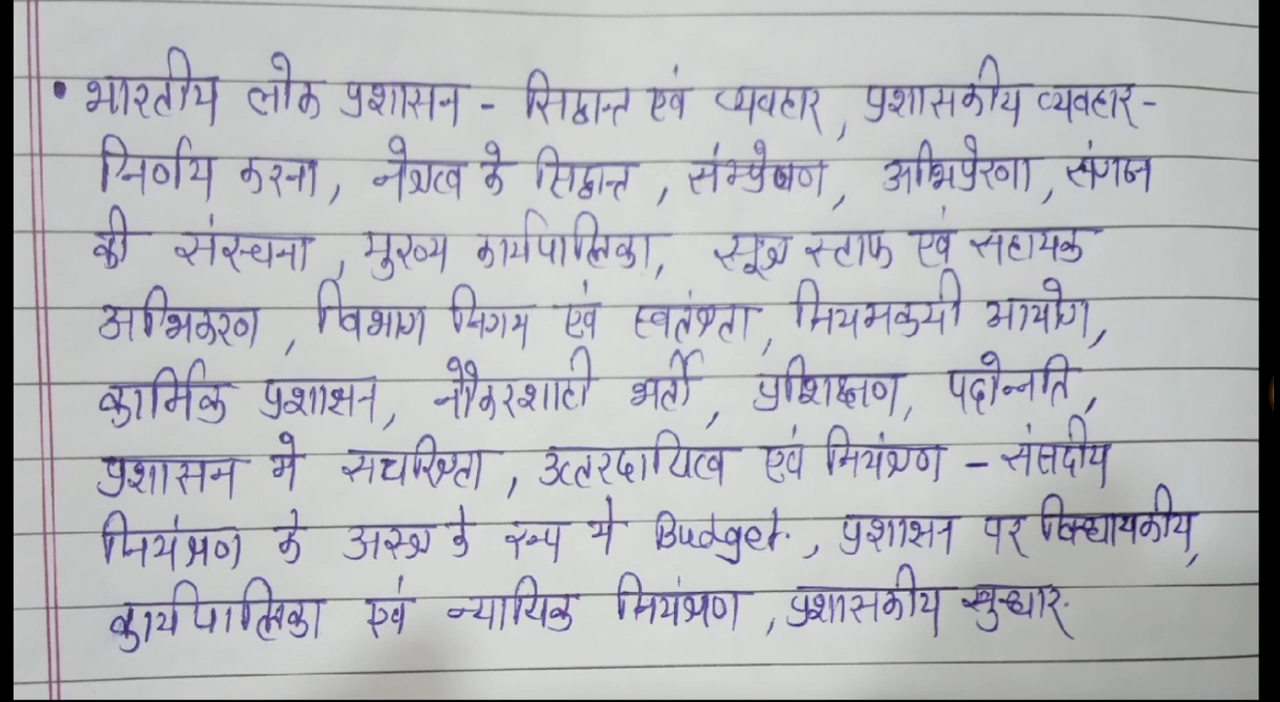 • भारतीय लोक प्रशासन - सिद्धान्त एवं व्यवहार, प्रशासकीय व्यवहार -
निर्णय करना, नेतृत्व के सिद्धान्त, संम्प्रेषण, अभिप्रेरणा, संगठन
की संरचना, मुख्य कार्यपालिका, सूत्र स्टाफ एवं सहायक
अभिकरण, विभाग निगम एवं स्वतंत्रता, नियमकयी आयोग,
कार्मिक प्रशासन, नौकरशाही भर्ती, प्रशिक्षण, पदोन्नति,
प्रशासन मे सचरित्रता, उत्तरदायित्व एवं नियंत्रण - संसदीय
नियंत्रण के अस्त्र के रूप मे Budget., प्रशासन पर विधायकीय,
कार्यपालिका एवं न्यायिक नियंत्रण, प्रशासकीय सुधार.